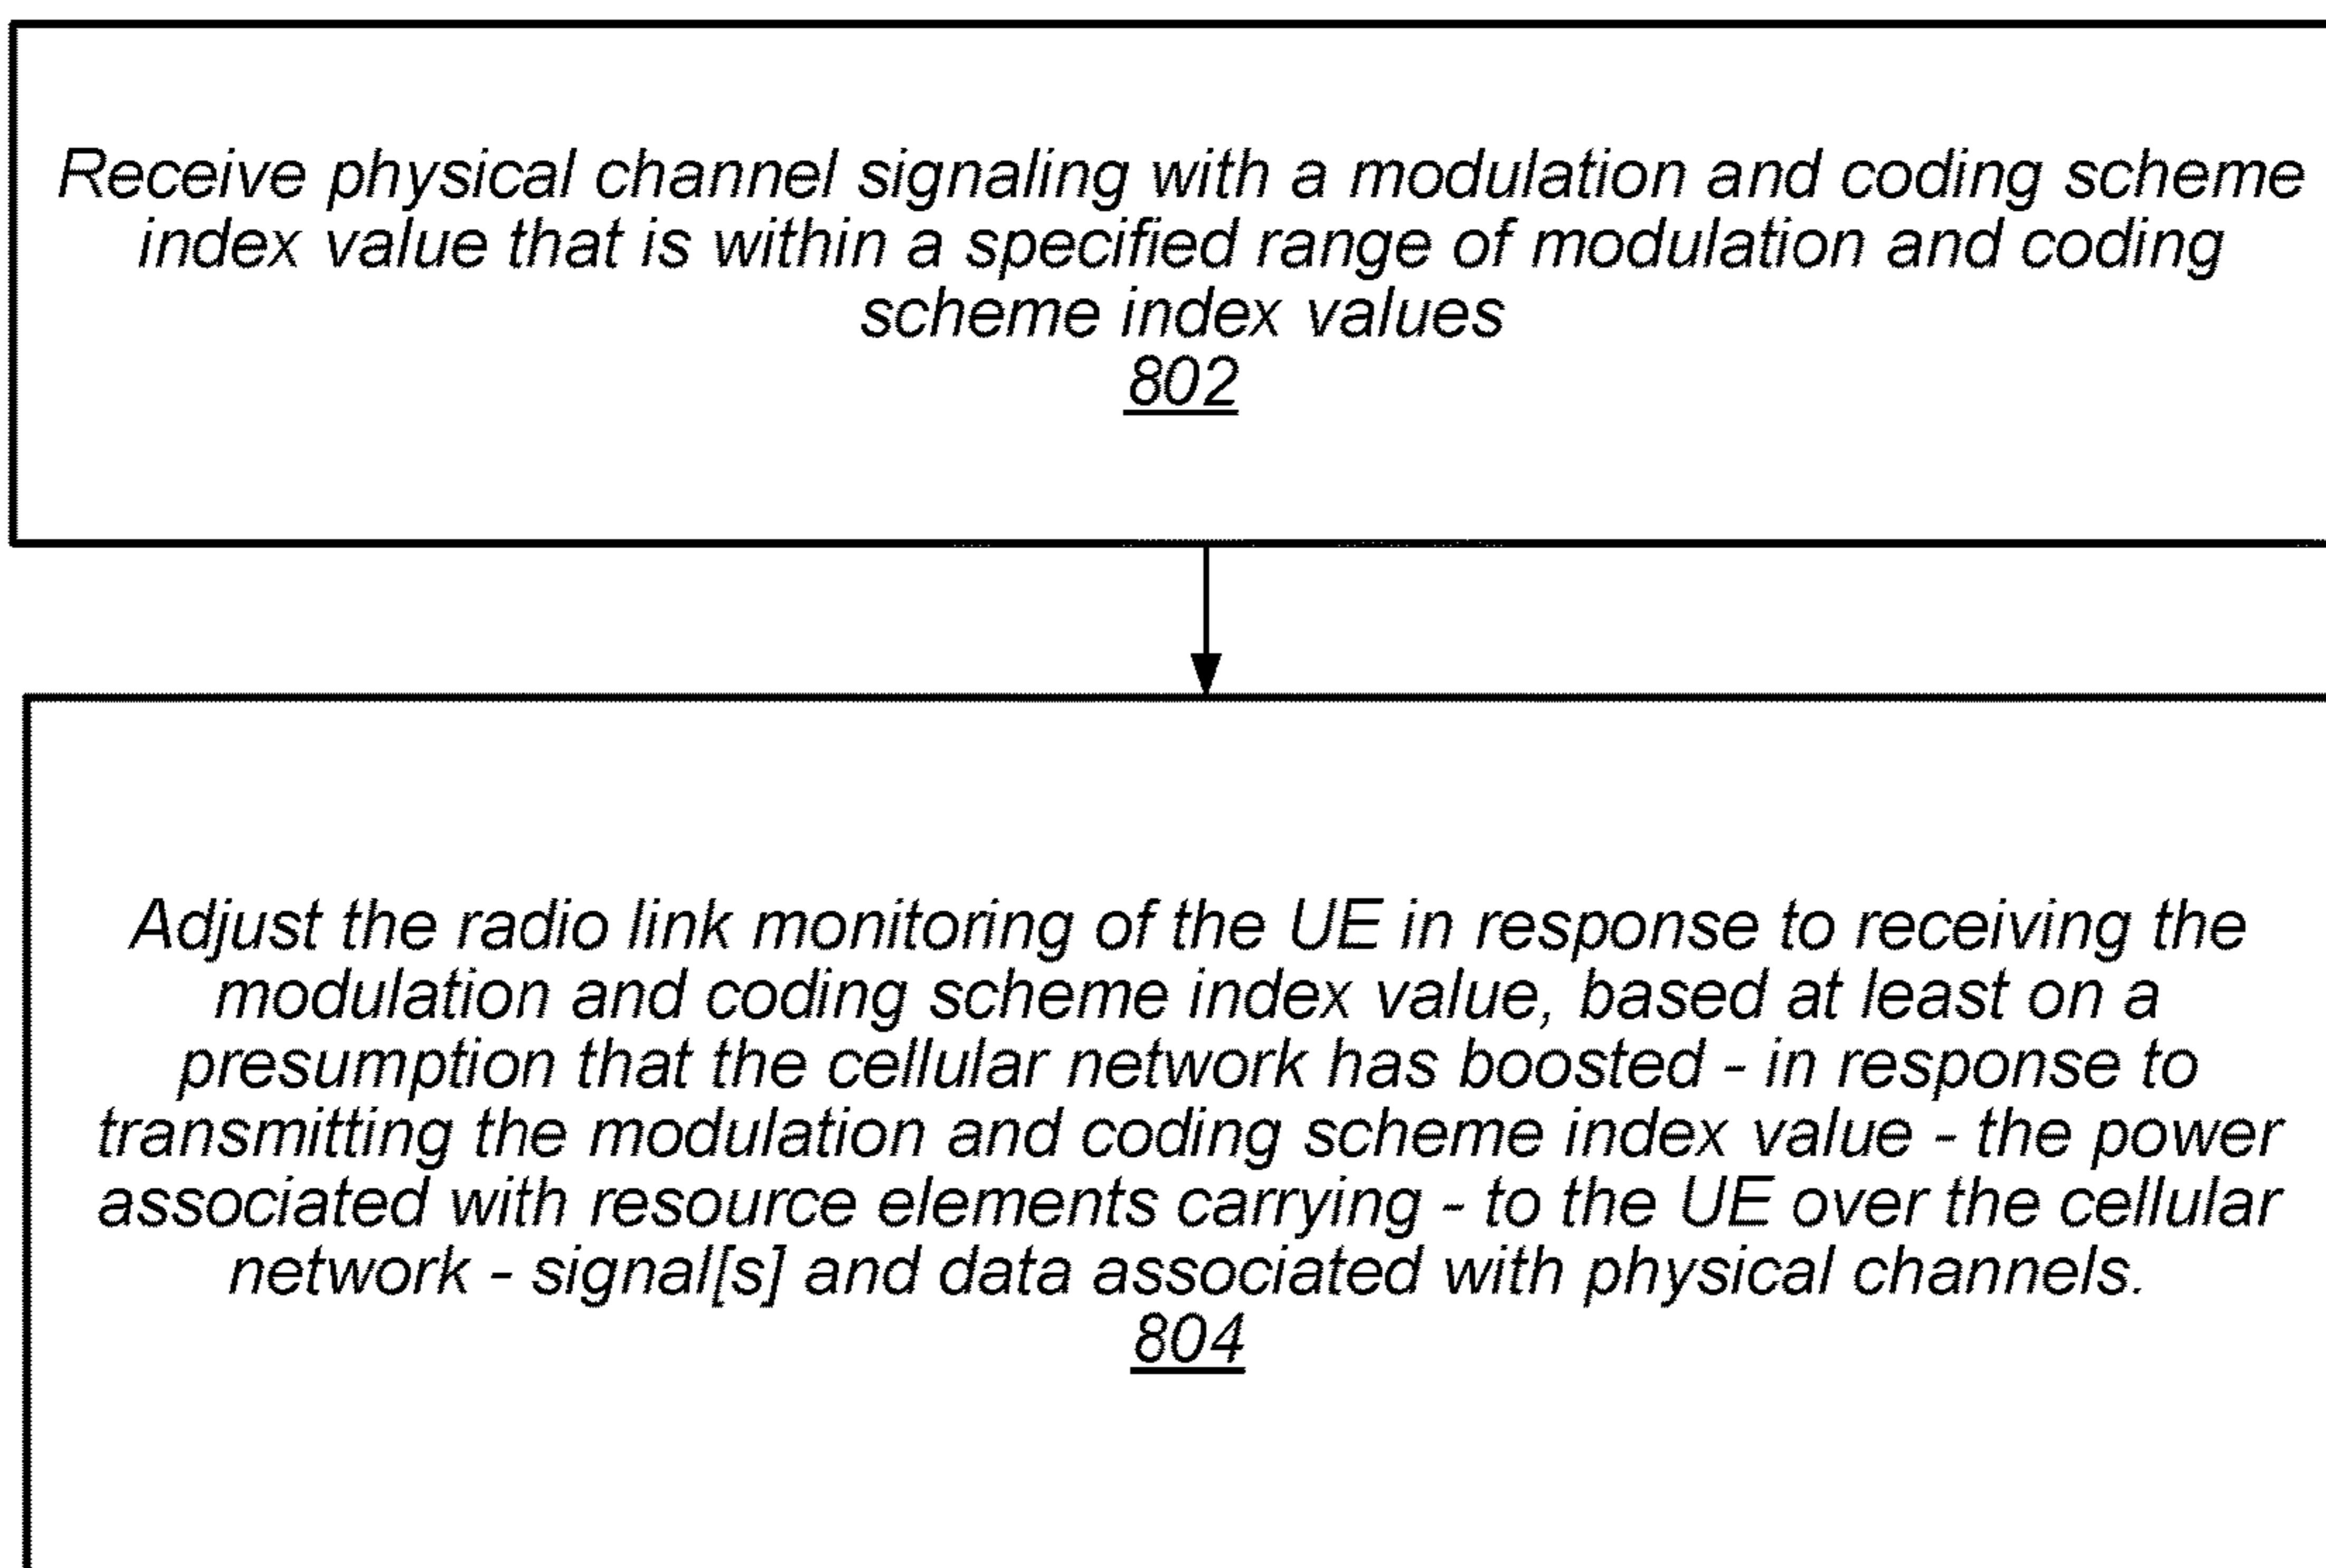 Receive physical channel signaling with a modulation and coding scheme
index value that is within a specified range of modulation and coding
scheme index values
802
Adjust the radio link monitoring of the UE in response to receiving the
modulation and coding scheme index value, based at least on a
presumption that the cellular network has boosted - in response to
transmitting the modulation and coding scheme index value - the power
associated with resource elements carrying - to the UE over the cellular
network - signal[s] and data associated with physical channels.
804